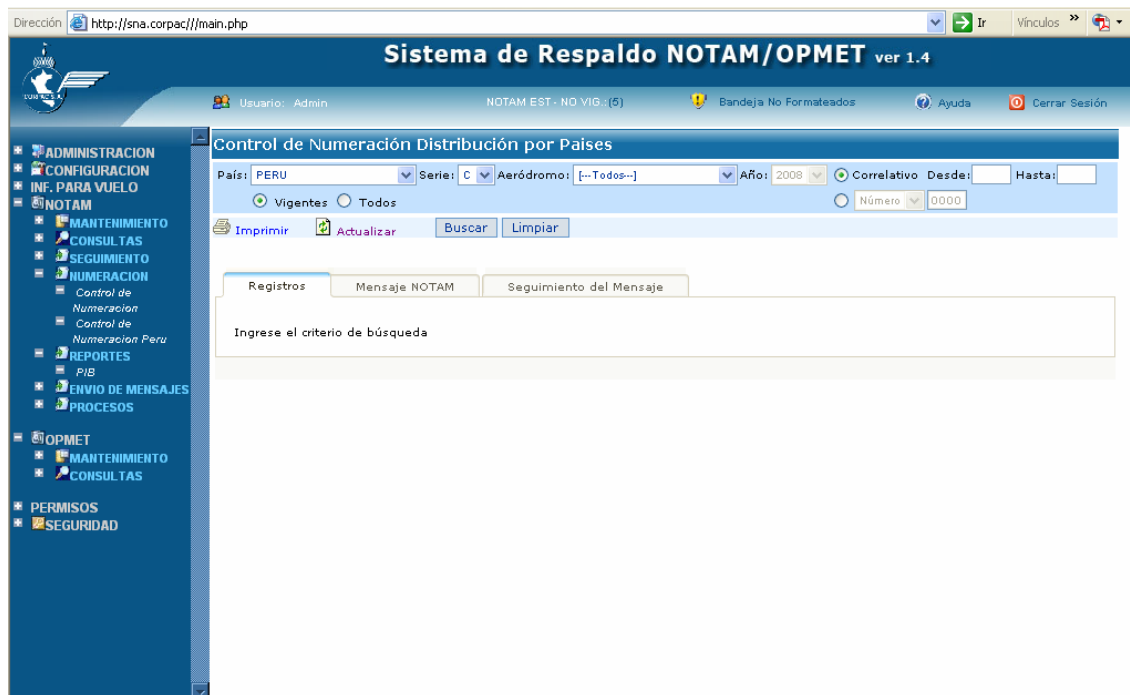 Dirección http://sna.corpac///main.php Ir Vínculos »
Sistema de Respaldo NOTAM/OPMET ver 1.4
CORPAC S.A.
Usuario: Admin NOTAM EST - NO VIG.:(5) Bandeja No Formateados Ayuda Cerrar Sesión
ADMINISTRACION
CONFIGURACION
INF. PARA VUELO
NOTAM
MANTENIMIENTO
CONSULTAS
SEGUIMIENTO
NUMERACION
Control de
Numeracion
Control de
Numeracion Peru
REPORTES
PIB
ENVIO DE MENSAJES
PROCESOS
OPMET
MANTENIMIENTO
CONSULTAS
PERMISOS
SEGURIDAD
Control de Numeración Distribución por Paises
País: PERU Serie: C Aeródromo: [---Todos---] Año: 2008 Correlativo Desde: Hasta:
Vigentes Todos Número 0000
Imprimir Actualizar Buscar Limpiar
Registros Mensaje NOTAM Seguimiento del Mensaje
Ingrese el criterio de búsqueda